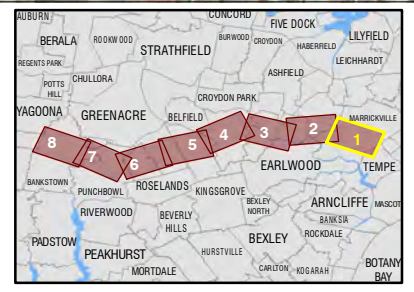 AUBURN
CONCORD
FIVE DOCK
BERALA
ROOKWOOD
STRATHFIELD
BURWOOD
CROYDON
HABERFIELD
LILYFIELD
REGENTS PARK
CHULLORA
ASHFIELD
LEICHHARDT
POTTS
HILL
CROYDON PARK
YAGOONA
GREENACRE
BELFIELD
MARRICKVILLE
8
7
6
5
4
3
2
1
BANKSTOWN
PUNCHBOWL
ROSELANDS
KINGSGROVE
EARLWOOD
TEMPE
RIVERWOOD
BEVERLY
HILLS
BEXLEY
NORTH
ARNCLIFFE
MASCOT
BANKSIA
ROCKDALE
PADSTOW
PEAKHURST
HURSTVILLE
BEXLEY
BOTANY
BAY
MORTDALE
CARLTON
KOGARAH